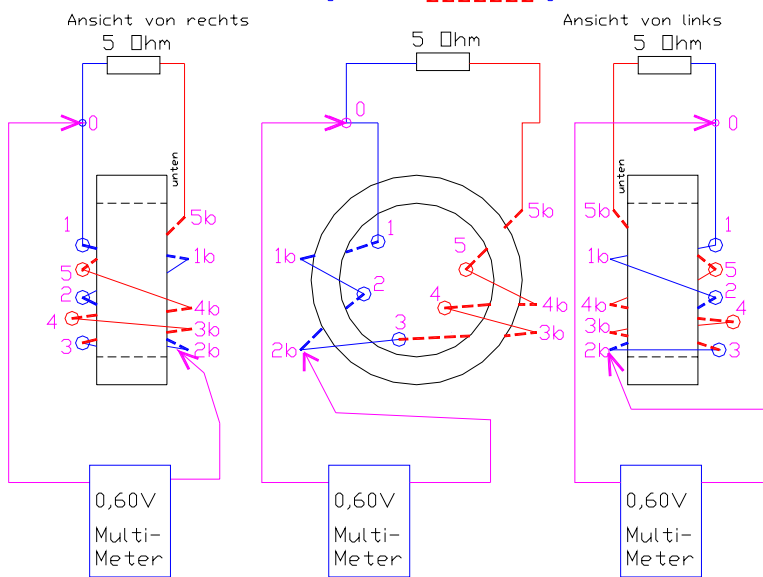 Ansicht von rechts
5 Ohm
0
unten
5b
1
1b
5
2
4b
4
3b
3
2b
0,60V
Multi-
Meter
5 Ohm
0
5b
1
5
1b
2
4
4b
3
3b
2b
0,60V
Multi-
Meter
Ansicht von links
5 Ohm
0
unten
5b
1
1b
5
2
4b
4
3b
2b
3
0,60V
Multi-
Meter